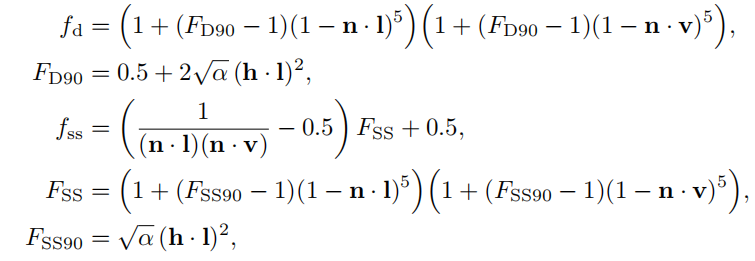 f_d = (1 + (F_D90 − 1)(1 − n · l)^5)(1 + (F_D90 − 1)(1 − n · v)^5),
F_D90 = 0.5 + 2√α (h · l)^2,
f_ss = (1/((n · l)(n · v)) − 0.5) F_SS + 0.5,
F_SS = (1 + (F_SS90 − 1)(1 − n · l)^5)(1 + (F_SS90 − 1)(1 − n · v)^5),
F_SS90 = √α (h · l)^2,